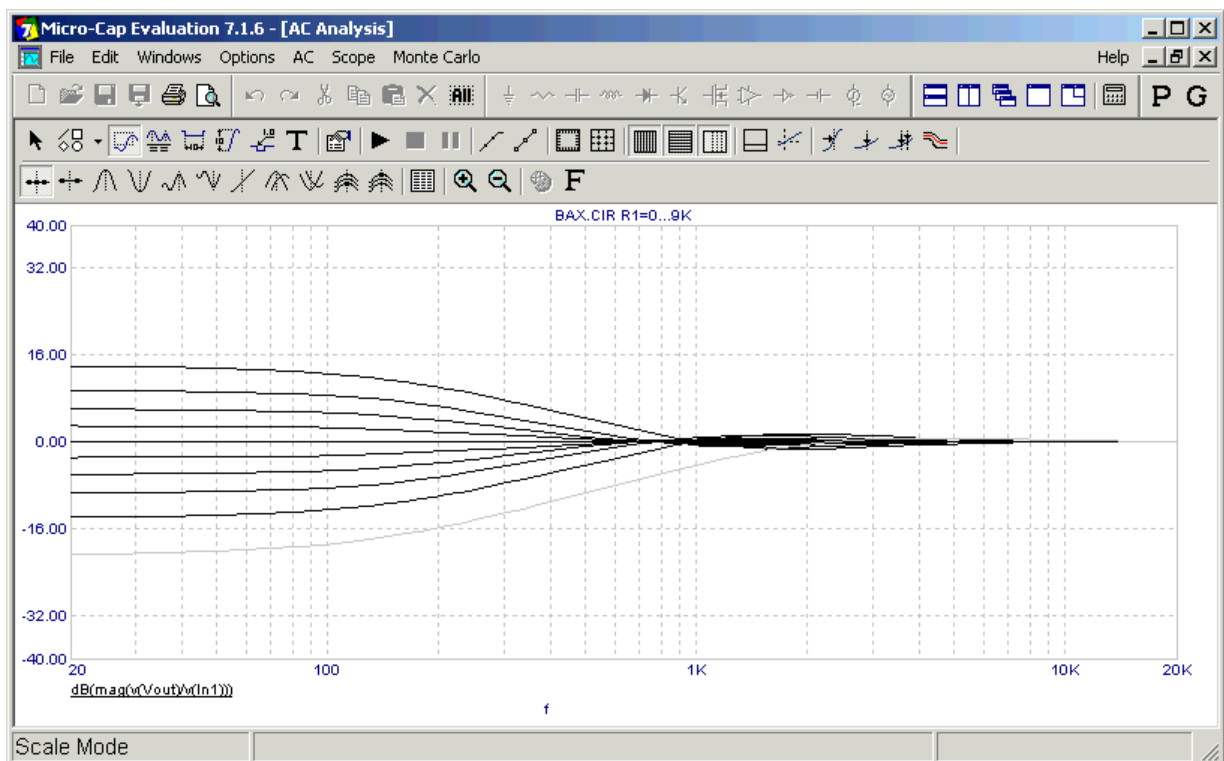 Micro-Cap Evaluation 7.1.6 - [AC Analysis]
File Edit Windows Options AC Scope Monte Carlo Help
All P G
T
F
BAX.CIR R1=0...9K
40.00
32.00
16.00
0.00
-16.00
-32.00
-40.00
20 100 1K 10K 20K
dB(mag(v(Vout)/v(In1)))
f
Scale Mode